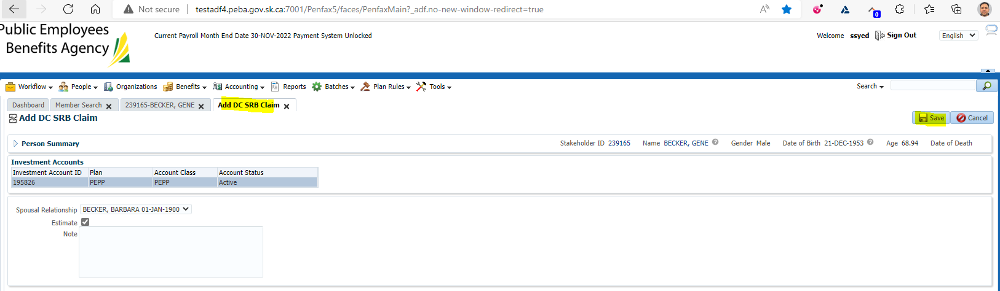 Not secure testadf4.peba.gov.sk.ca:7001/Penfax5/faces/PenfaxMain?_adf.no-new-window-redirect=true
0
Public Employees
Benefits Agency
Current Payroll Month End Date 30-NOV-2022 Payment System Unlocked
Welcome ssyed Sign Out English
Workflow People Organizations Benefits Accounting Reports Batches Plan Rules Tools Search
Dashboard Member Search 239165-BECKER, GENE Add DC SRB Claim
Add DC SRB Claim Save Cancel
Person Summary Stakeholder ID 239165 Name BECKER, GENE Gender Male Date of Birth 21-DEC-1953 Age 68.94 Date of Death
Investment Accounts
Investment Account ID Plan Account Class Account Status
195826 PEPP PEPP Active
Spousal Relationship BECKER, BARBARA 01-JAN-1900
Estimate
Note